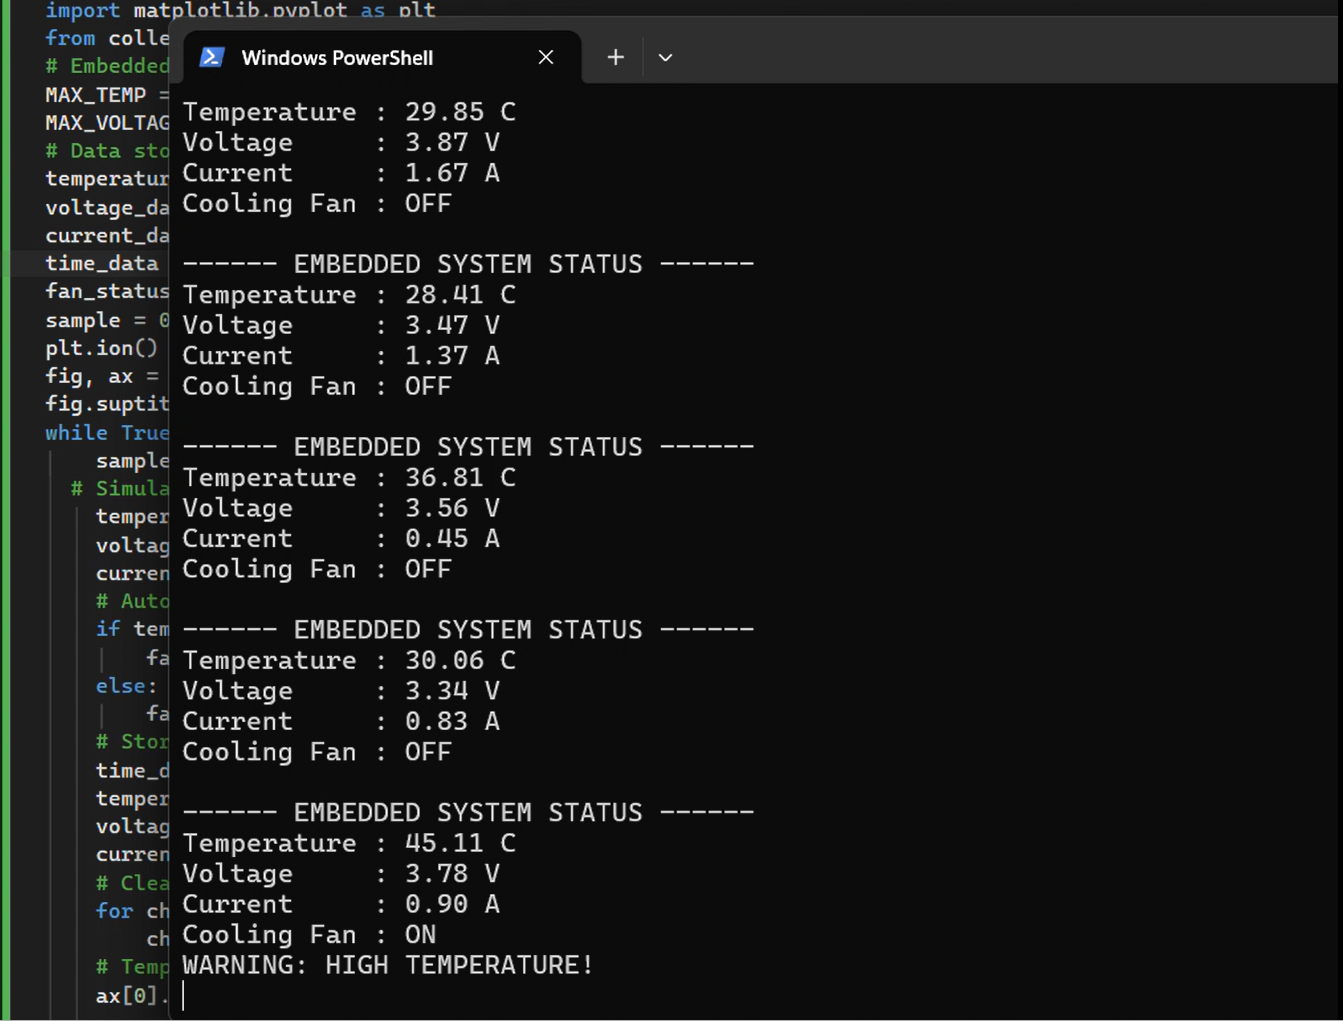 import matplotlib.pyplot as plt
from colle
# Embedded
MAX_TEMP =
MAX_VOLTAG
# Data sto
temperatur
voltage_da
current_da
time_data
fan_status
sample = 0
plt.ion()
fig, ax =
fig.suptit
while True
sample
# Simula
temper
voltag
curren
# Auto
if tem
fa
else:
fa
# Stor
time_d
temper
voltag
curren
# Clea
for ch
ch
# Temp
ax[0].
Windows PowerShell
Temperature : 29.85 C
Voltage     : 3.87 V
Current     : 1.67 A
Cooling Fan : OFF
------ EMBEDDED SYSTEM STATUS ------
Temperature : 28.41 C
Voltage     : 3.47 V
Current     : 1.37 A
Cooling Fan : OFF
------ EMBEDDED SYSTEM STATUS ------
Temperature : 36.81 C
Voltage     : 3.56 V
Current     : 0.45 A
Cooling Fan : OFF
------ EMBEDDED SYSTEM STATUS ------
Temperature : 30.06 C
Voltage     : 3.34 V
Current     : 0.83 A
Cooling Fan : OFF
------ EMBEDDED SYSTEM STATUS ------
Temperature : 45.11 C
Voltage     : 3.78 V
Current     : 0.90 A
Cooling Fan : ON
WARNING: HIGH TEMPERATURE!